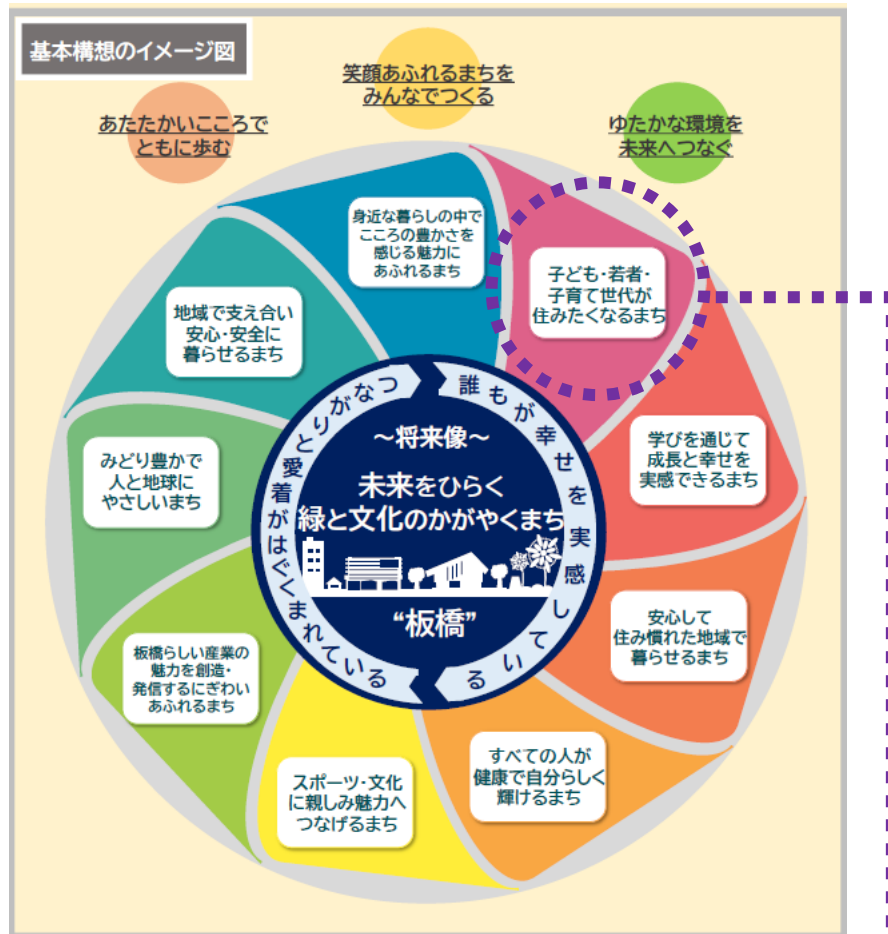 基本構想のイメージ図
あたたかいこころで
ともに歩む
笑顔あふれるまちを
みんなでつくる
ゆたかな環境を
未来へつなぐ
身近な暮らしの中で
こころの豊かさを
感じる魅力に
あふれるまち
子ども・若者・
子育て世代が
住みたくなるまち
学びを通じて
成長と幸せを
実感できるまち
安心して
住み慣れた地域で
暮らせるまち
すべての人が
健康で自分らしく
輝けるまち
スポーツ・文化
に親しみ魅力へ
つなげるまち
板橋らしい産業の
魅力を創造・
発信するにぎわい
あふれるまち
みどり豊かで
人と地球に
やさしいまち
地域で支え合い
安心・安全に
暮らせるまち
誰もが幸せを実感している
つながりと愛着がはぐくまれている
～将来像～
未来をひらく
緑と文化のかがやくまち
“板橋”